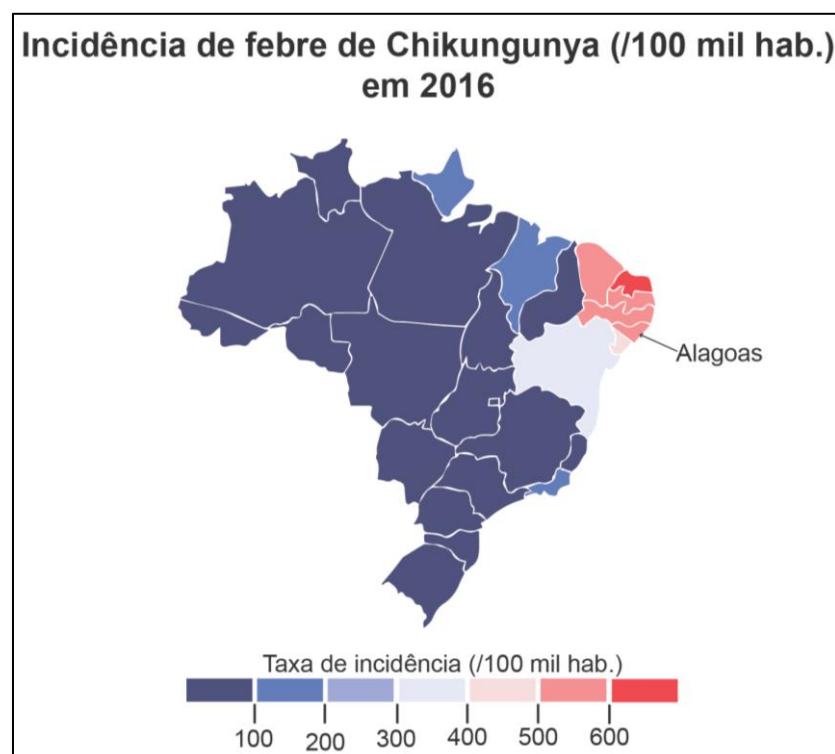 Incidência de febre de Chikungunya (/100 mil hab.)
em 2016
Alagoas
Taxa de incidência (/100 mil hab.)
100 200 300 400 500 600